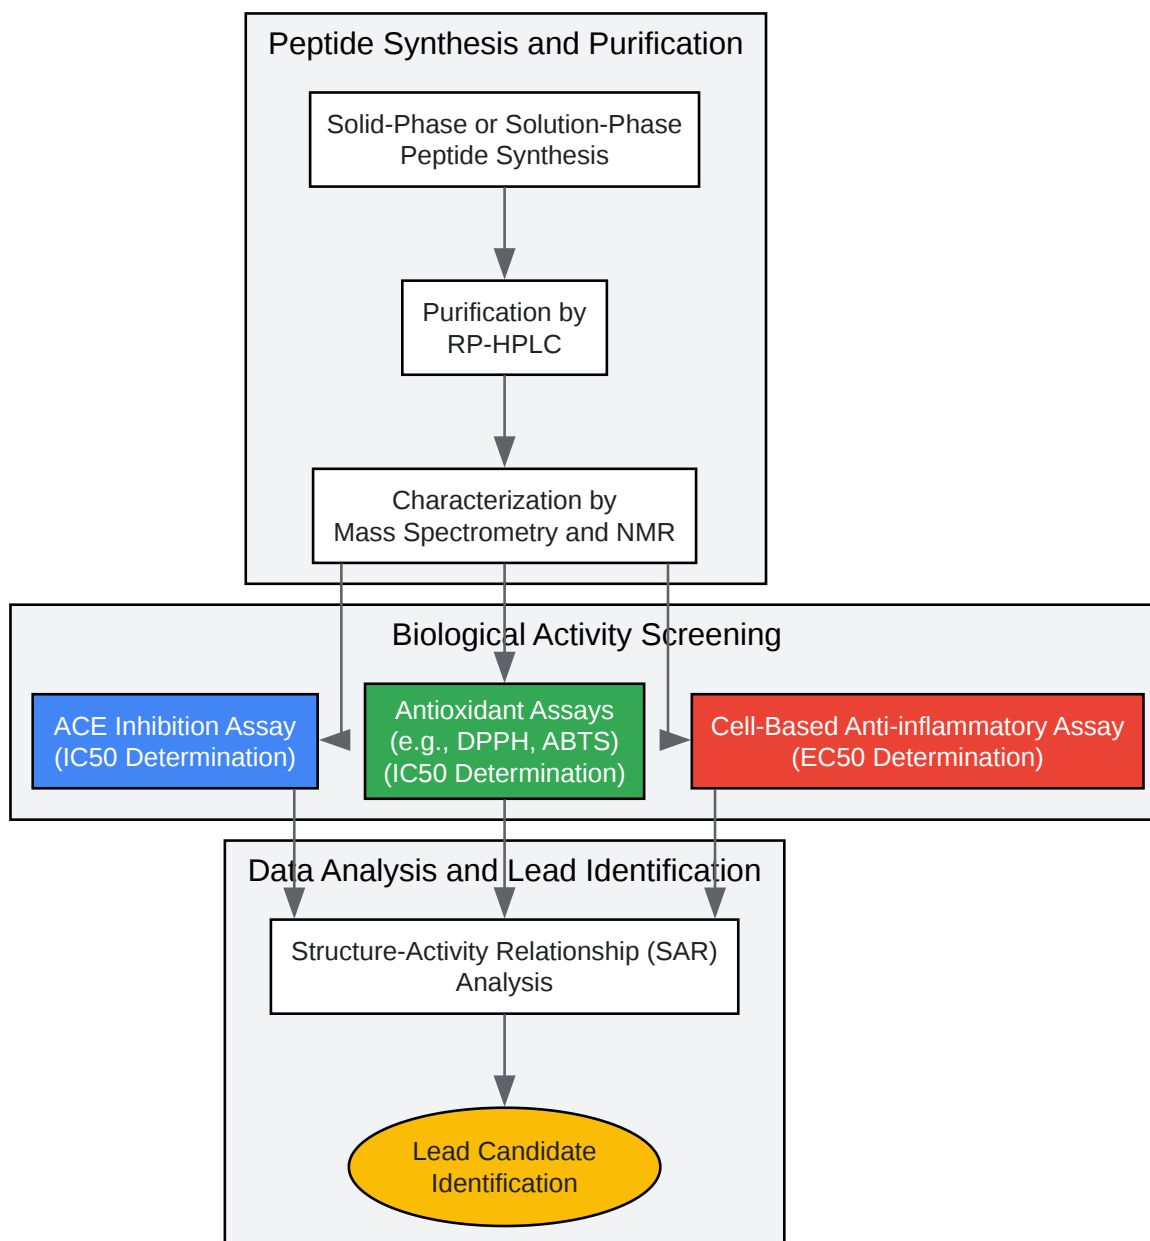 Peptide Synthesis and Purification
Solid-Phase or Solution-Phase
Peptide Synthesis
Purification by
RP-HPLC
Characterization by
Mass Spectrometry and NMR
Biological Activity Screening
ACE Inhibition Assay
(IC50 Determination)
Antioxidant Assays
(e.g., DPPH, ABTS)
(IC50 Determination)
Cell-Based Anti-inflammatory Assay
(EC50 Determination)
Data Analysis and Lead Identification
Structure-Activity Relationship (SAR)
Analysis
Lead Candidate
Identification